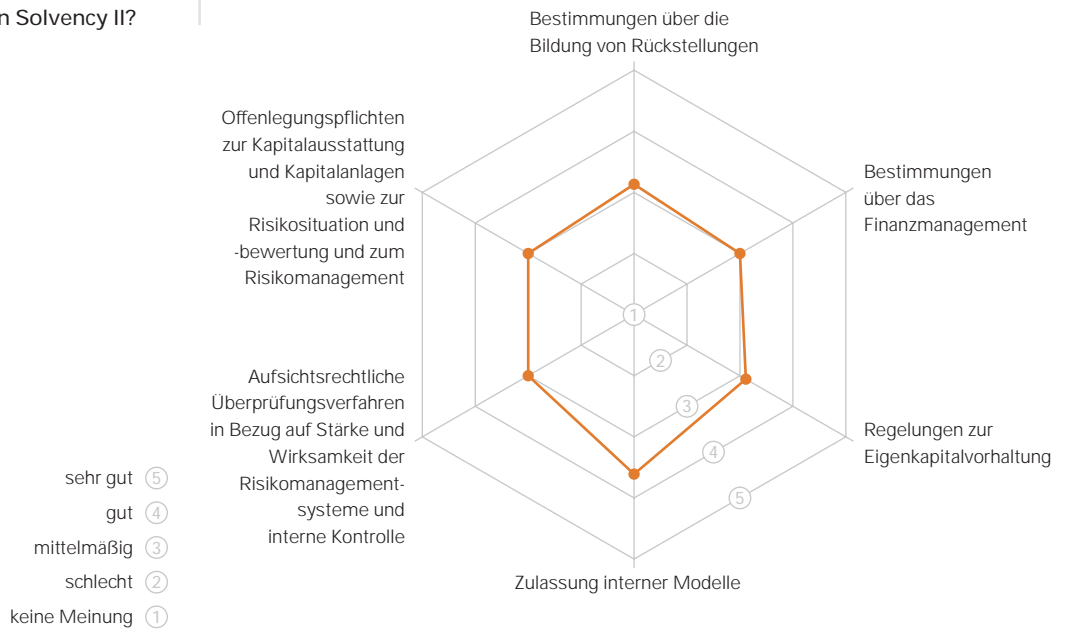 n Solvency II?
Bestimmungen über die
Bildung von Rückstellungen
Offenlegungspflichten
zur Kapitalausstattung
und Kapitalanlagen
sowie zur
Risikosituation und
-bewertung und zum
Risikomanagement
Bestimmungen
über das
Finanzmanagement
1
2
3
4
5
Aufsichtsrechtliche
Überprüfungsverfahren
in Bezug auf Stärke und
Wirksamkeit der
Risikomanagement-
systeme und
interne Kontrolle
Regelungen zur
Eigenkapitalvorhaltung
Zulassung interner Modelle
sehr gut 5
gut 4
mittelmäßig 3
schlecht 2
keine Meinung 1